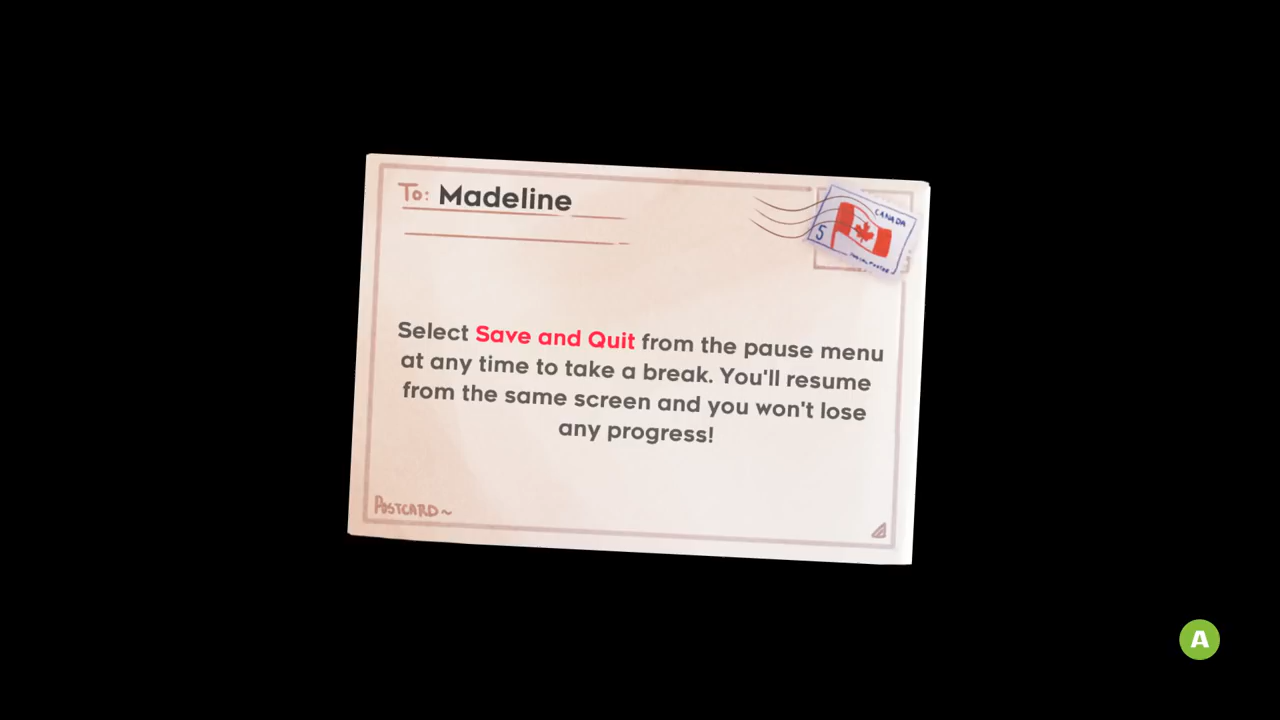 To: Madeline
CANADA
5
Select Save and Quit from the pause menu
at any time to take a break. You'll resume
from the same screen and you won't lose
any progress!
POSTCARD~
A